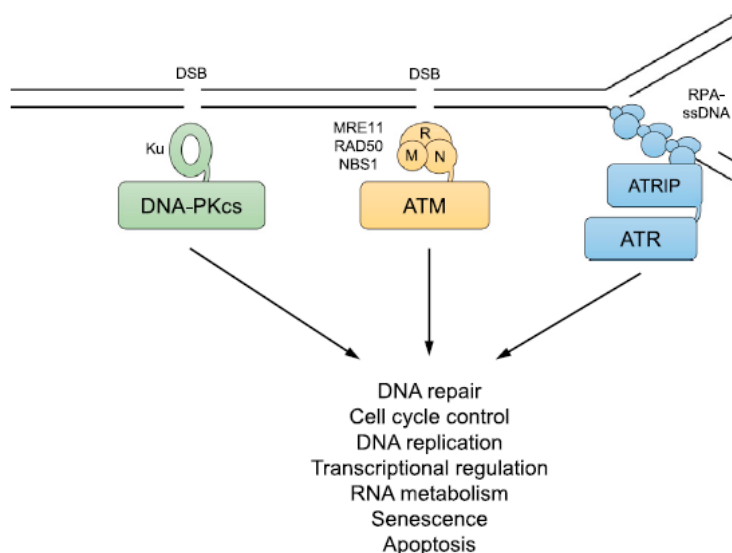 DSB
DSB
RPA-
ssDNA
Ku
MRE11
RAD50
NBS1
R
M
N
DNA-PKcs
ATM
ATRIP
ATR
DNA repair
Cell cycle control
DNA replication
Transcriptional regulation
RNA metabolism
Senescence
Apoptosis